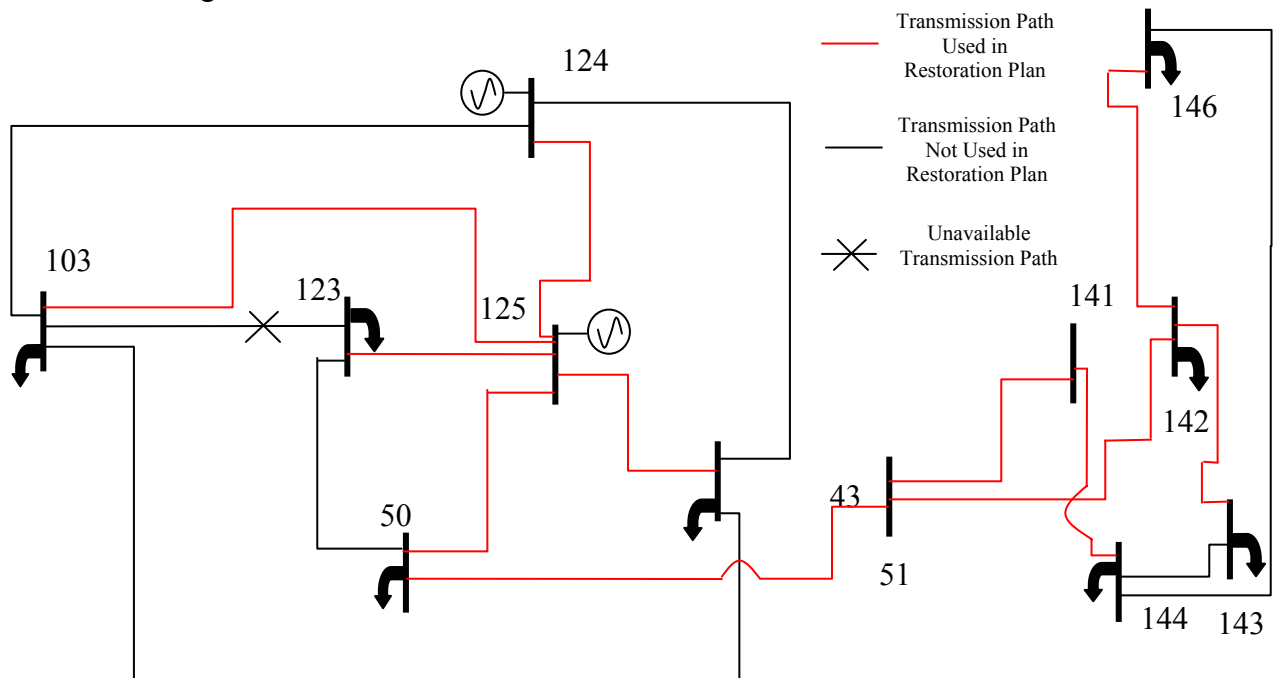 124
Transmission Path
Used in
Restoration Plan
146
Transmission Path
Not Used in
Restoration Plan
Unavailable
Transmission Path
103
123
125
141
142
43
50
51
144
143